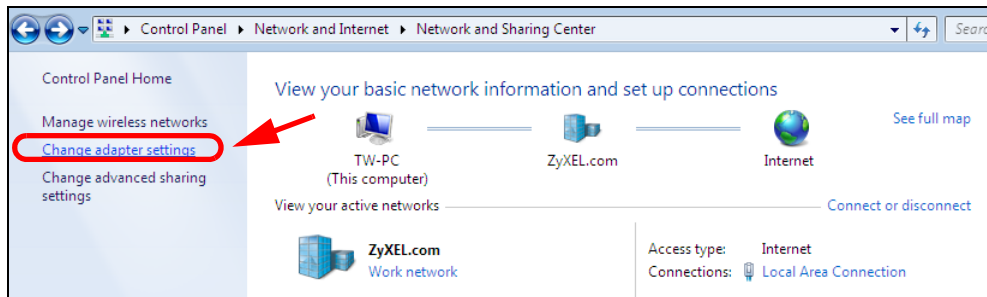 Control Panel ▸ Network and Internet ▸ Network and Sharing Center
Control Panel Home
Manage wireless networks
Change adapter settings
Change advanced sharing
settings
View your basic network information and set up connections
See full map
TW-PC
(This computer)
ZyXEL.com
Internet
View your active networks
Connect or disconnect
ZyXEL.com
Work network
Access type: Internet
Connections: Local Area Connection